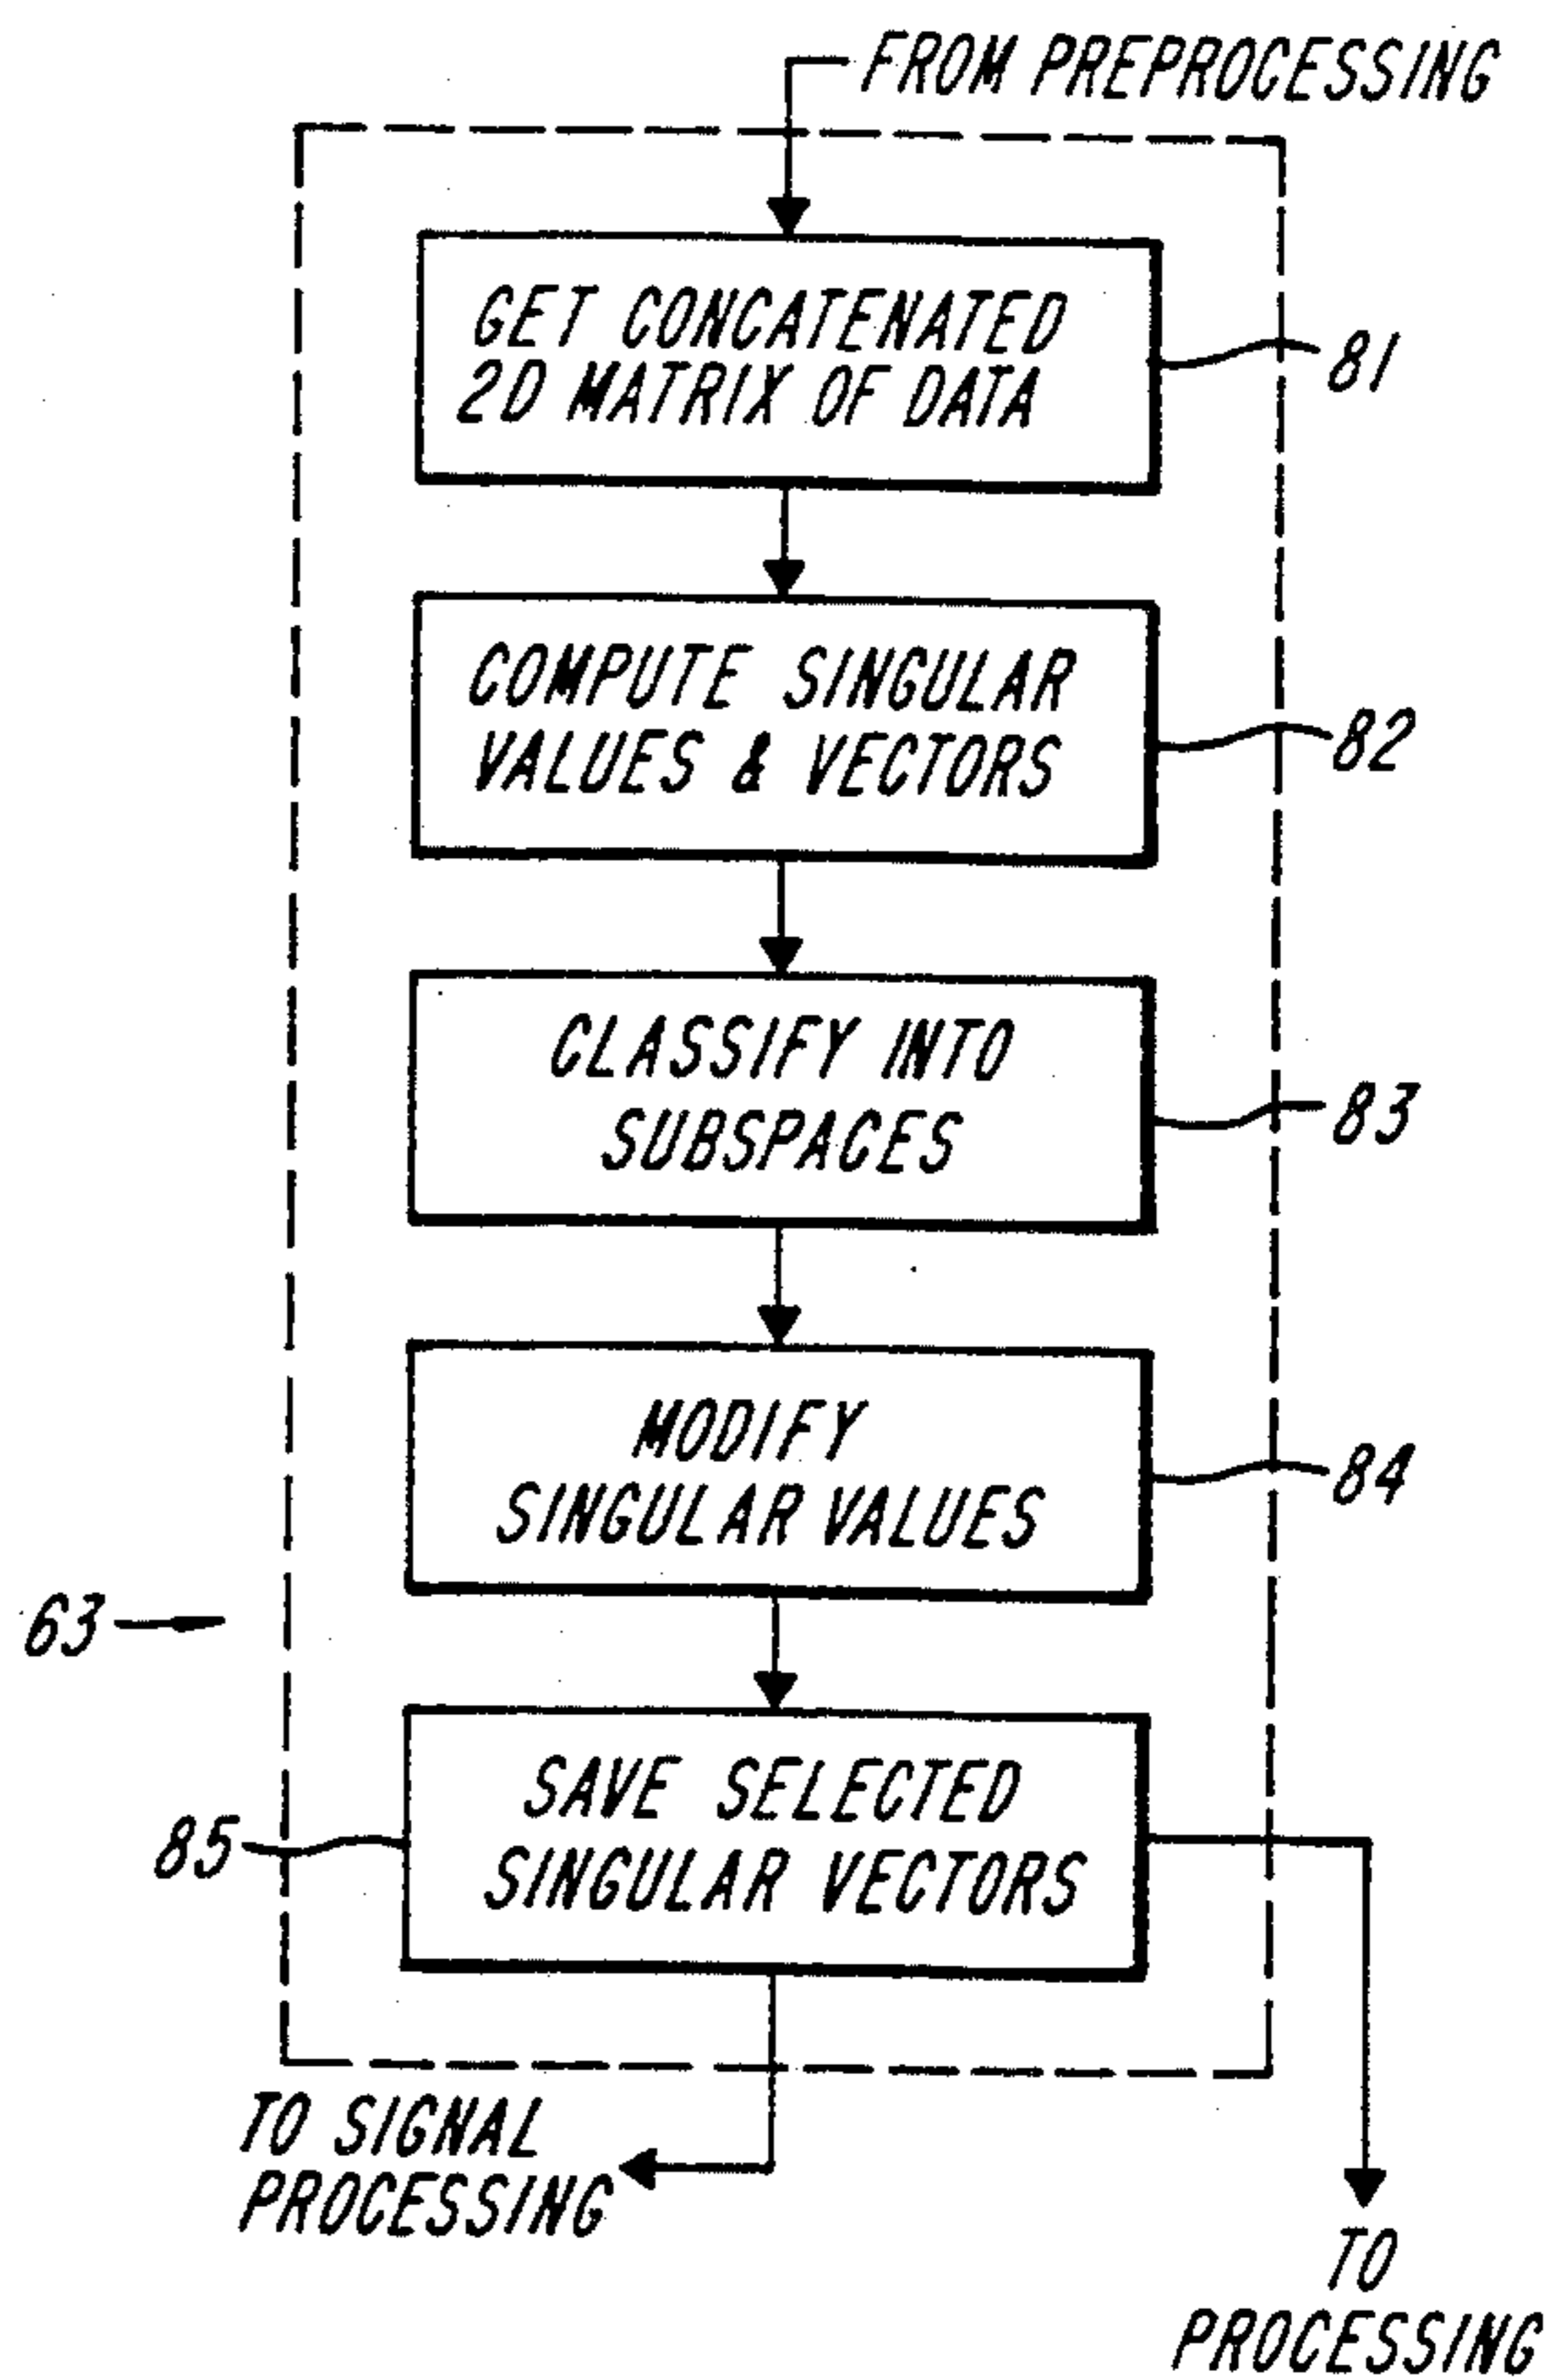 FROM PREPROCESSING
GET CONCATENATED
2D MATRIX OF DATA
81
COMPUTE SINGULAR
VALUES & VECTORS
82
CLASSIFY INTO
SUBSPACES
83
MODIFY
SINGULAR VALUES
84
63
SAVE SELECTED
SINGULAR VECTORS
85
TO SIGNAL
PROCESSING
TO
PROCESSING